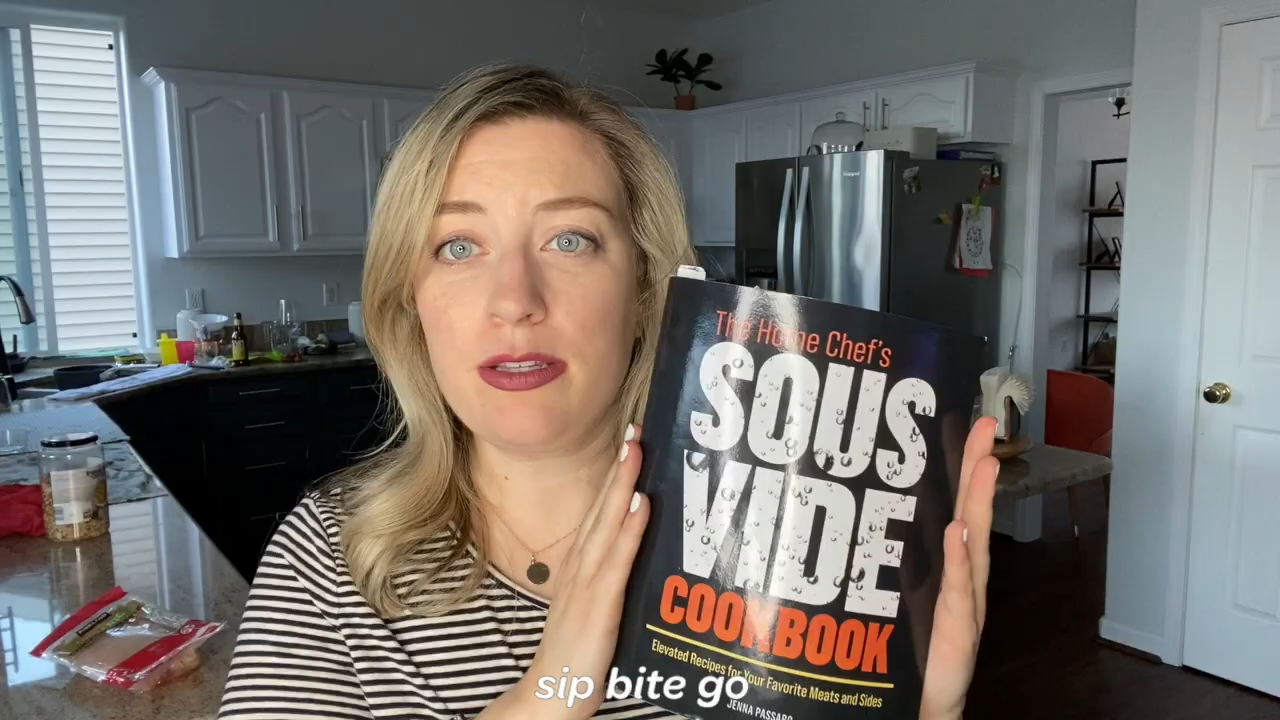 The Home Chef's
SOUS
VIDE
COOKBOOK
Elevated Recipes for Your Favorite Meats and Sides
JENNA PASSARO
sip bite go